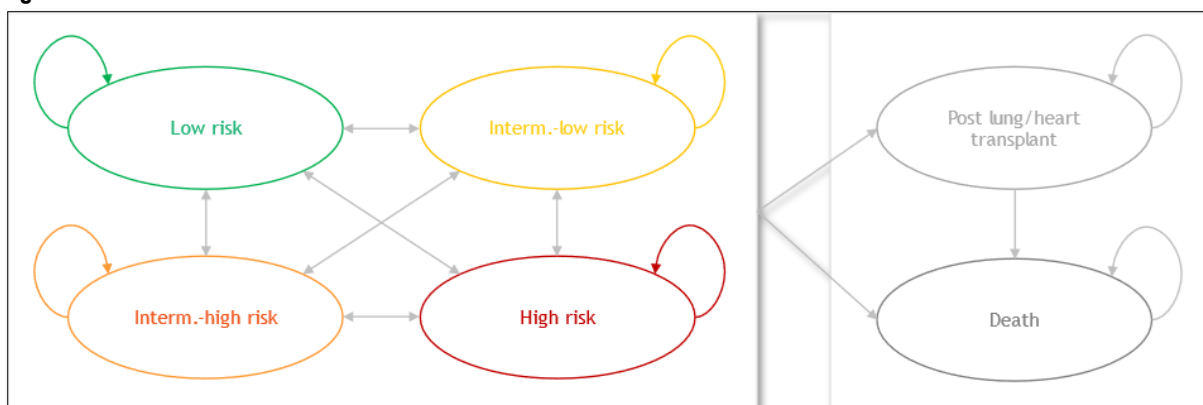 Low risk
Interm.-low risk
Post lung/heart
transplant
Interm.-high risk
High risk
Death